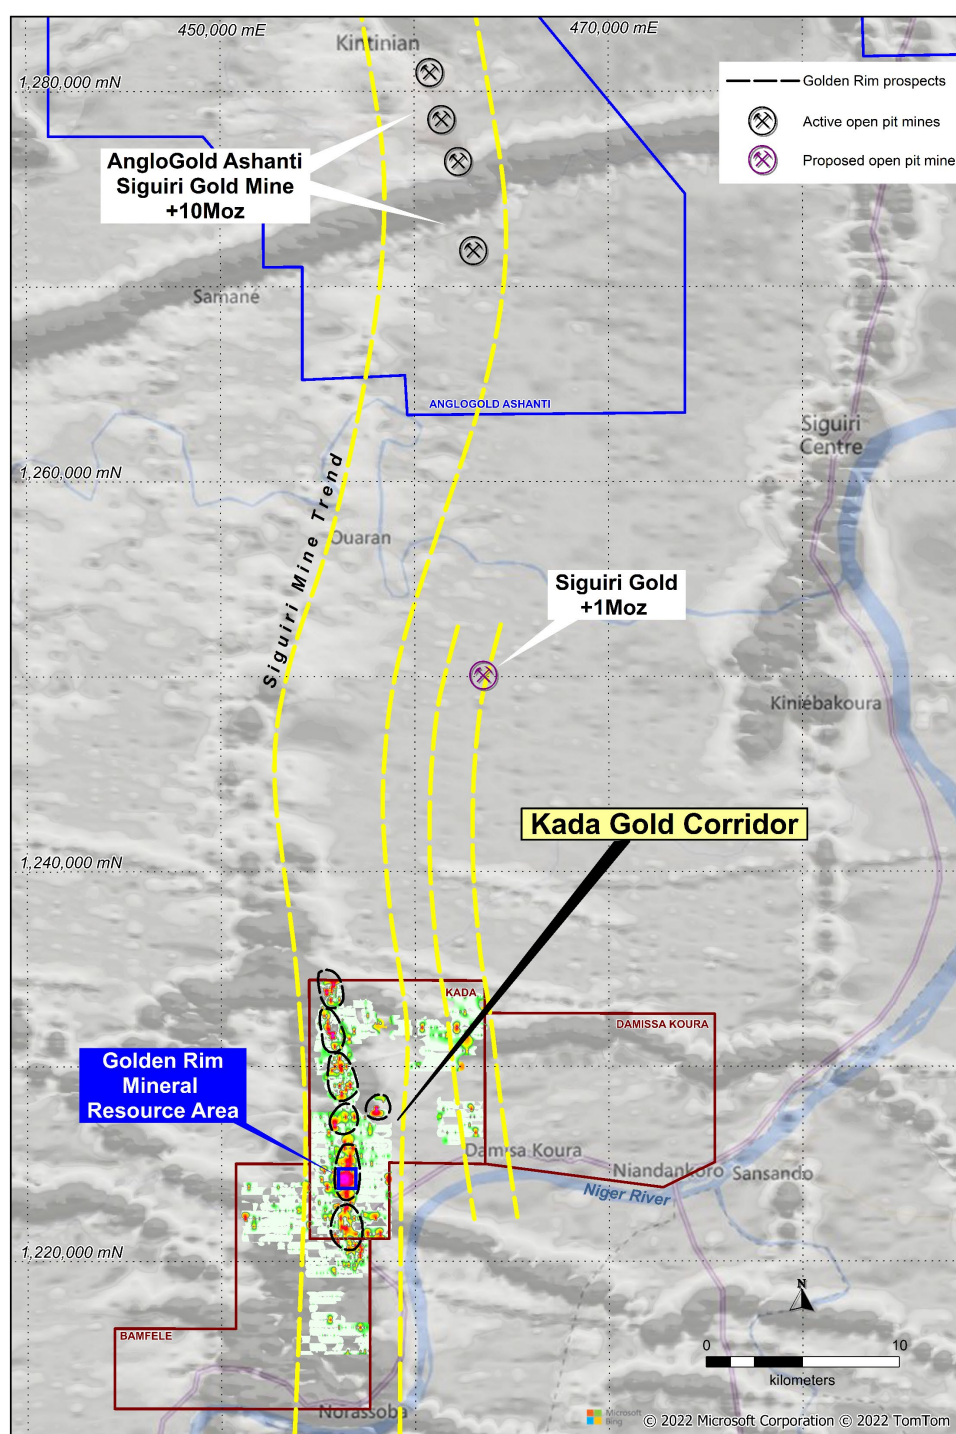 450,000 mE
470,000 mE
Kintinian
1,280,000 mN
Golden Rim prospects
Active open pit mines
Proposed open pit mine
AngloGold Ashanti
Siguiri Gold Mine
+10Moz
Samané
ANGLOGOLD ASHANTI
Siguiri
Centre
1,260,000 mN
Siguiri Mine Trend
Ouaran
Siguiri Gold
+1Moz
Kiniébakoura
Kada Gold Corridor
1,240,000 mN
KADA
DAMISSA KOURA
Golden Rim
Mineral
Resource Area
Damisa Koura
Niandankoro
Sansando
Niger River
1,220,000 mN
N
BAMFELE
0
10
kilometers
Norassoba
Microsoft
Bing
© 2022 Microsoft Corporation © 2022 TomTom